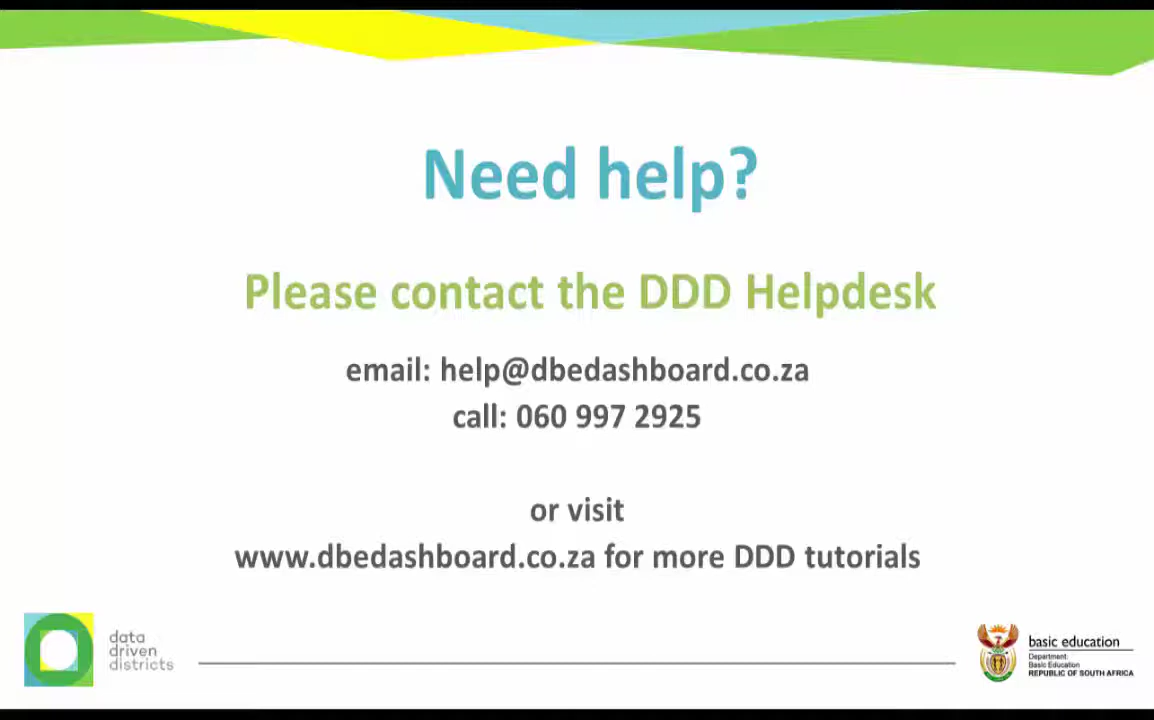 Need help?
Please contact the DDD Helpdesk
email: help@dbedashboard.co.za
call: 060 997 2925
or visit
www.dbedashboard.co.za for more DDD tutorials
data
driven
districts
basic education
Department:
Basic Education
REPUBLIC OF SOUTH AFRICA